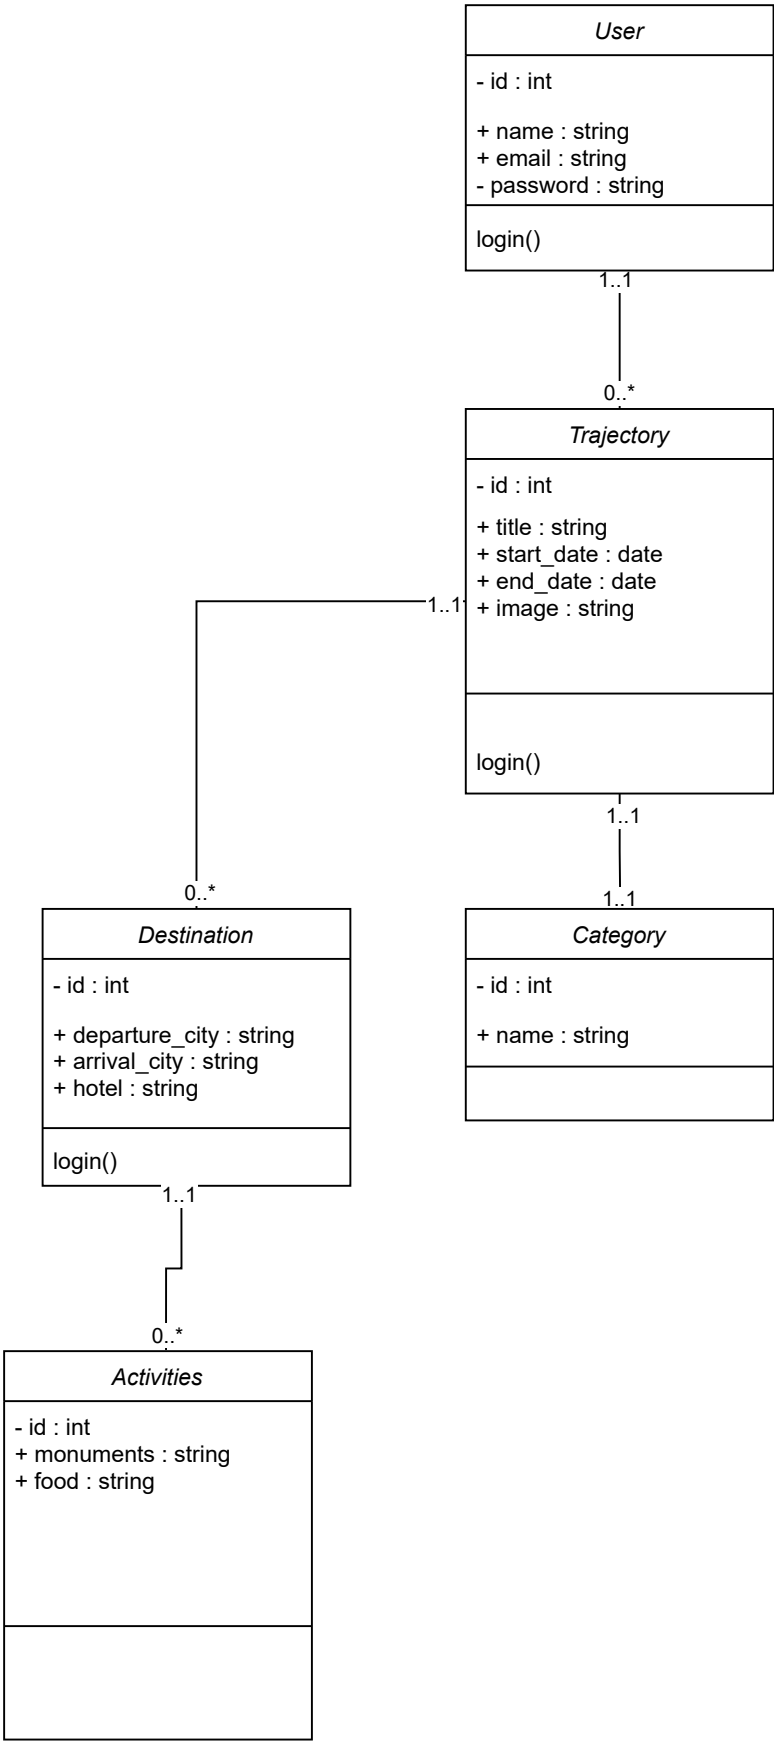 User
- id : int
+ name : string
+ email : string
- password : string
login()
1..1
0..*
Trajectory
- id : int
+ title : string
+ start_date : date
+ end_date : date
+ image : string
login()
1..1
1..1
1..1
0..*
Destination
- id : int
+ departure_city : string
+ arrival_city : string
+ hotel : string
login()
Category
- id : int
+ name : string
1..1
0..*
Activities
- id : int
+ monuments : string
+ food : string